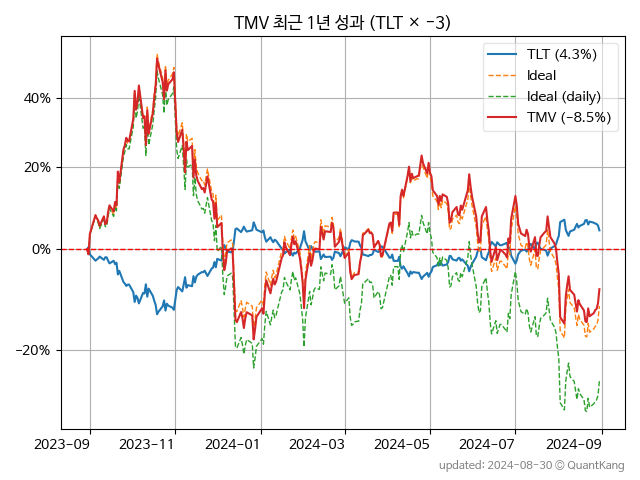 TMV 최근 1년 성과 (TLT × −3)
TLT (4.3%)
Ideal
Ideal (daily)
TMV (−8.5%)
40%
20%
0%
−20%
2023−09
2023−11
2024−01
2024−03
2024−05
2024−07
2024−09
updated: 2024−08−30 © QuantKang